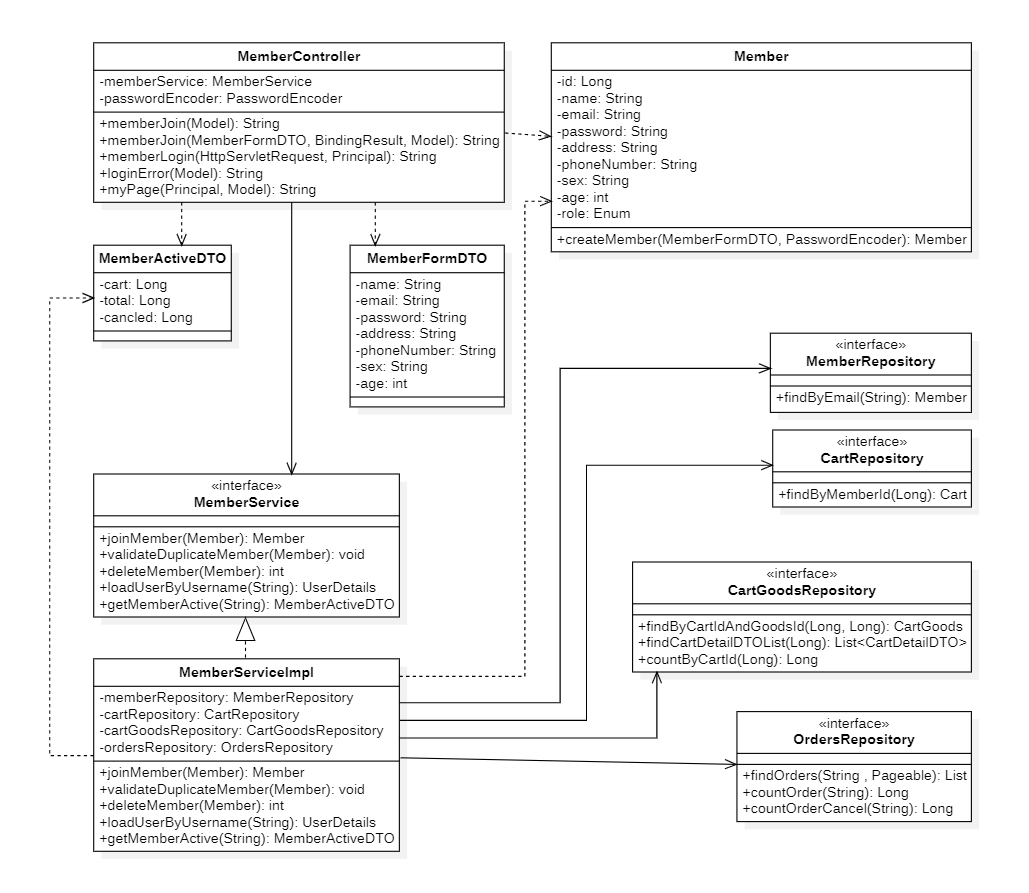 MemberController
-memberService: MemberService
-passwordEncoder: PasswordEncoder
+memberJoin(Model): String
+memberJoin(MemberFormDTO, BindingResult, Model): String
+memberLogin(HttpServletRequest, Principal): String
+loginError(Model): String
+myPage(Principal, Model): String
Member
-id: Long
-name: String
-email: String
-password: String
-address: String
-phoneNumber: String
-sex: String
-age: int
-role: Enum
+createMember(MemberFormDTO, PasswordEncoder): Member
MemberActiveDTO
-cart: Long
-total: Long
-cancled: Long
MemberFormDTO
-name: String
-email: String
-password: String
-address: String
-phoneNumber: String
-sex: String
-age: int
«interface»
MemberRepository
+findByEmail(String): Member
«interface»
CartRepository
+findByMemberId(Long): Cart
«interface»
MemberService
+joinMember(Member): Member
+validateDuplicateMember(Member): void
+deleteMember(Member): int
+loadUserByUsername(String): UserDetails
+getMemberActive(String): MemberActiveDTO
«interface»
CartGoodsRepository
+findByCartIdAndGoodsId(Long, Long): CartGoods
+findCartDetailDTOList(Long): List<CartDetailDTO>
+countByCartId(Long): Long
MemberServiceImpl
-memberRepository: MemberRepository
-cartRepository: CartRepository
-cartGoodsRepository: CartGoodsRepository
-ordersRepository: OrdersRepository
+joinMember(Member): Member
+validateDuplicateMember(Member): void
+deleteMember(Member): int
+loadUserByUsername(String): UserDetails
+getMemberActive(String): MemberActiveDTO
«interface»
OrdersRepository
+findOrders(String , Pageable): List
+countOrder(String): Long
+countOrderCancel(String): Long